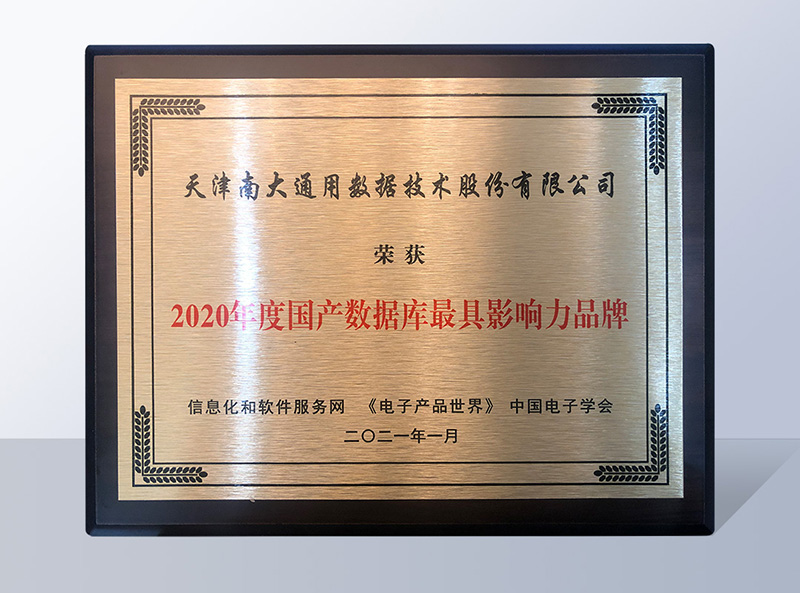 天津南大通用数据技术股份有限公司
荣获
2020年度国产数据库最具影响力品牌
信息化和软件服务网 《电子产品世界》 中国电子学会
二〇二一年一月